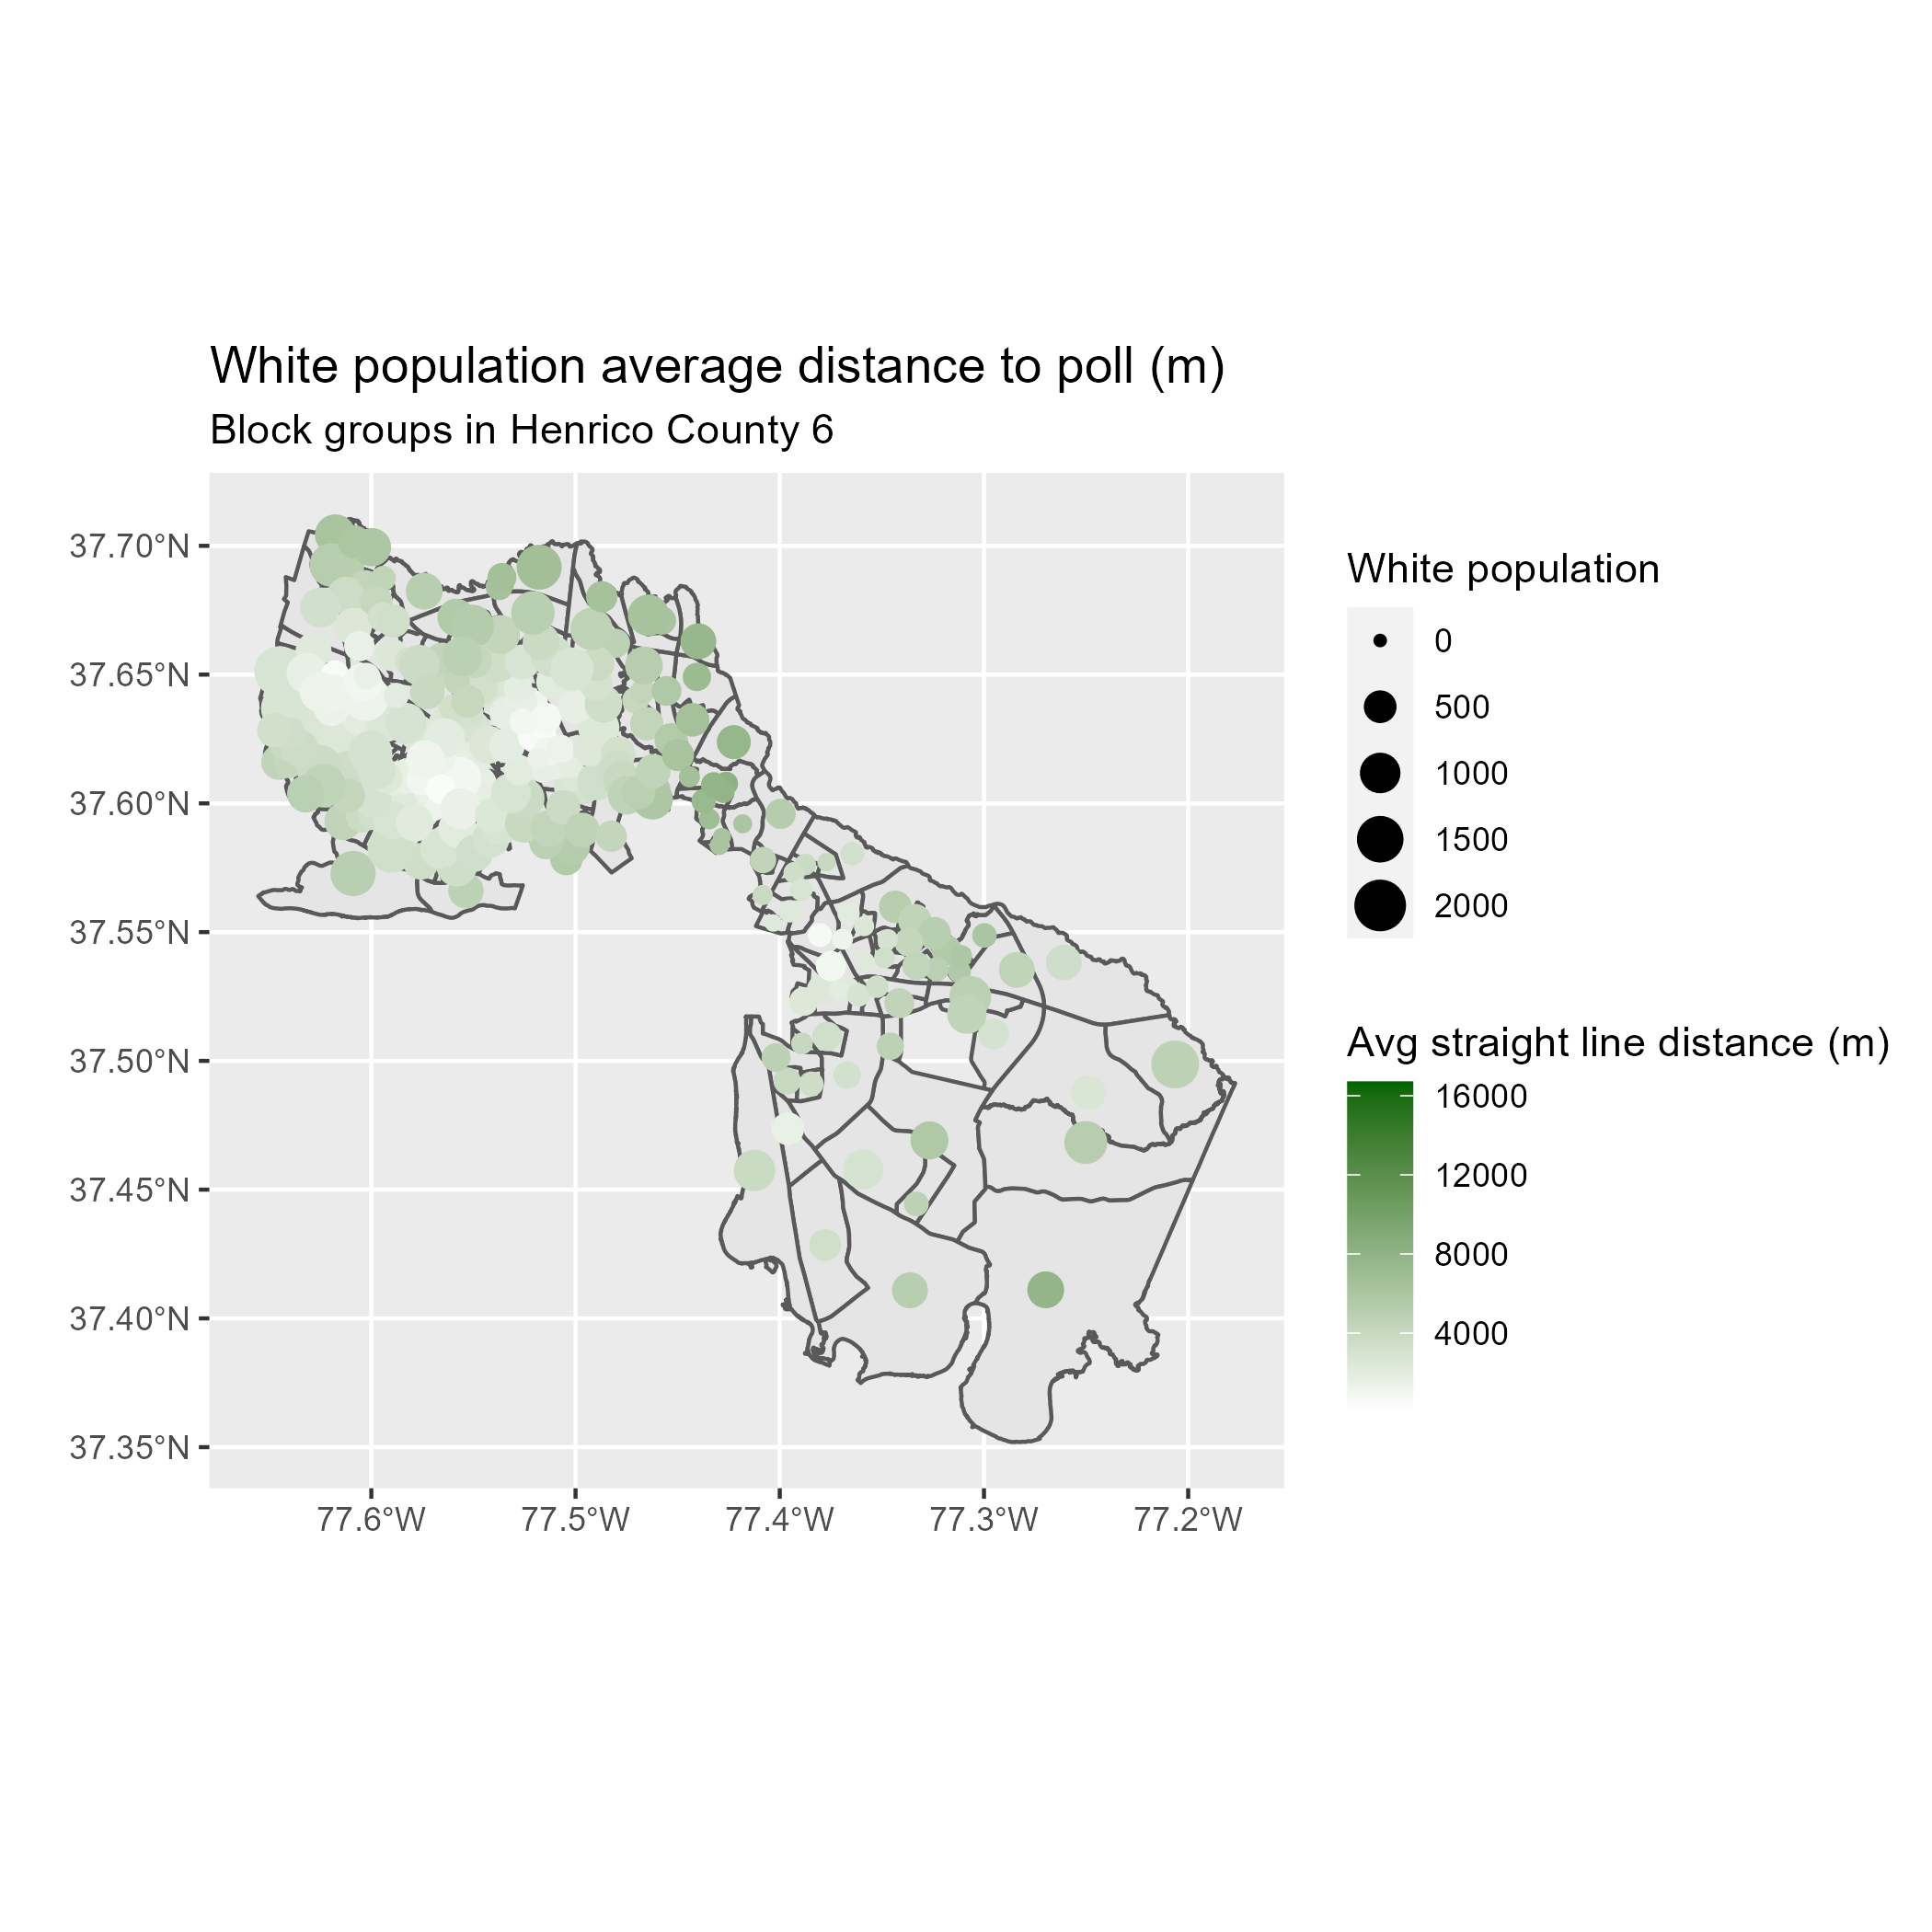 White population average distance to poll (m)
Block groups in Henrico County 6
37.70°N
37.65°N
37.60°N
37.55°N
37.50°N
37.45°N
37.40°N
37.35°N
77.6°W
77.5°W
77.4°W
77.3°W
77.2°W
White population
0
500
1000
1500
2000
Avg straight line distance (m)
16000
12000
8000
4000